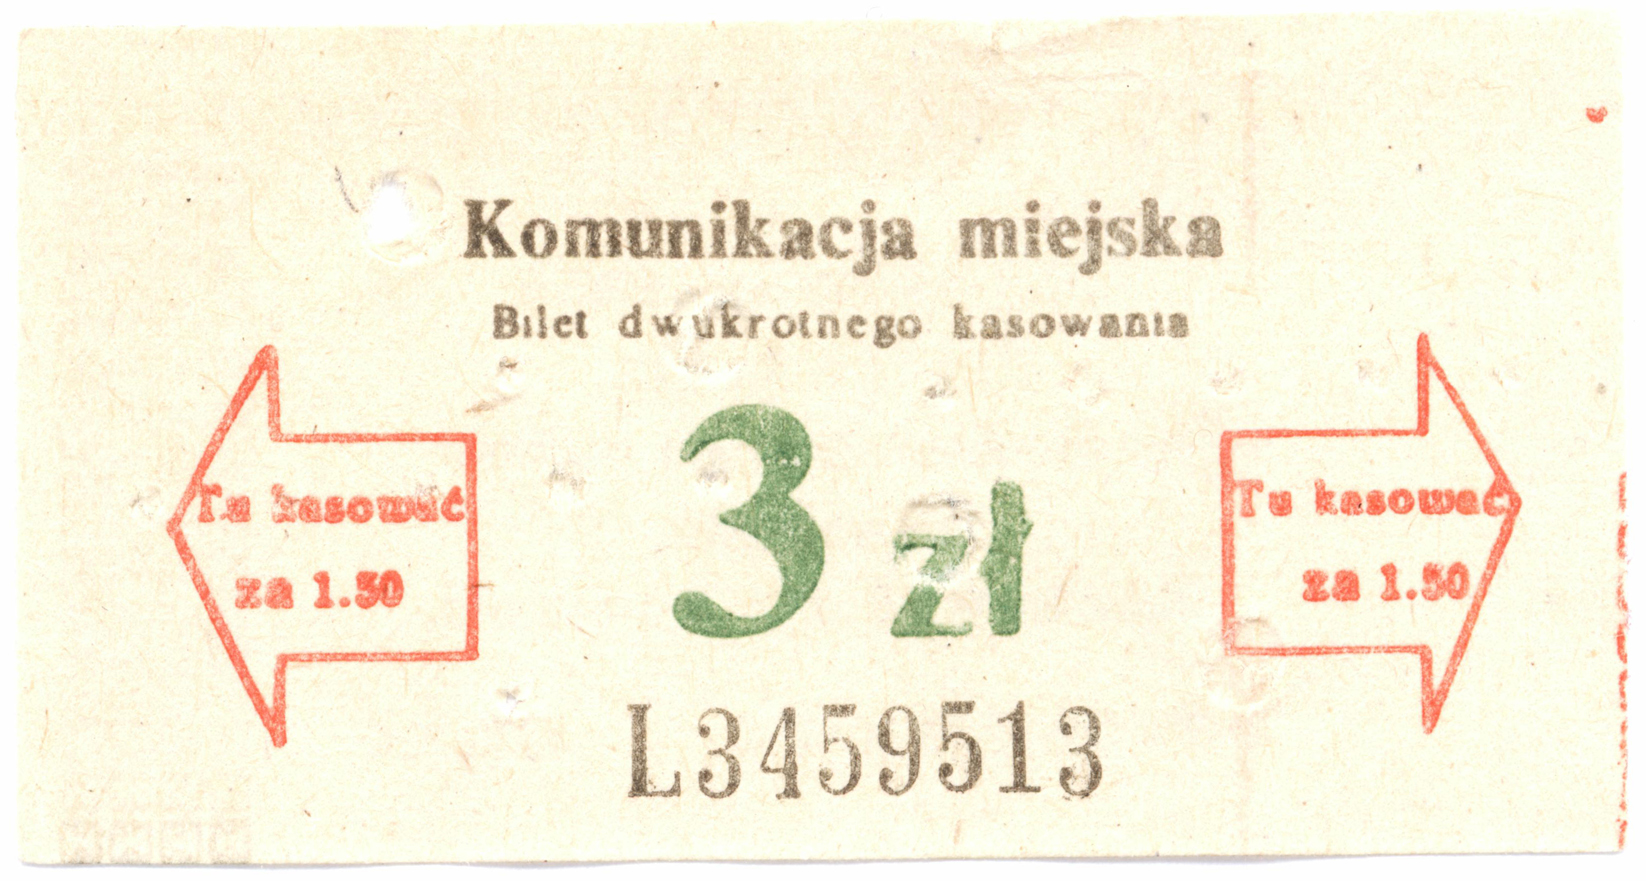 Komunikacja miejska
Bilet dwukrotnego kasowania
Tu kasować
za 1.50
3 zł
Tu kasować
za 1.50
L3459513